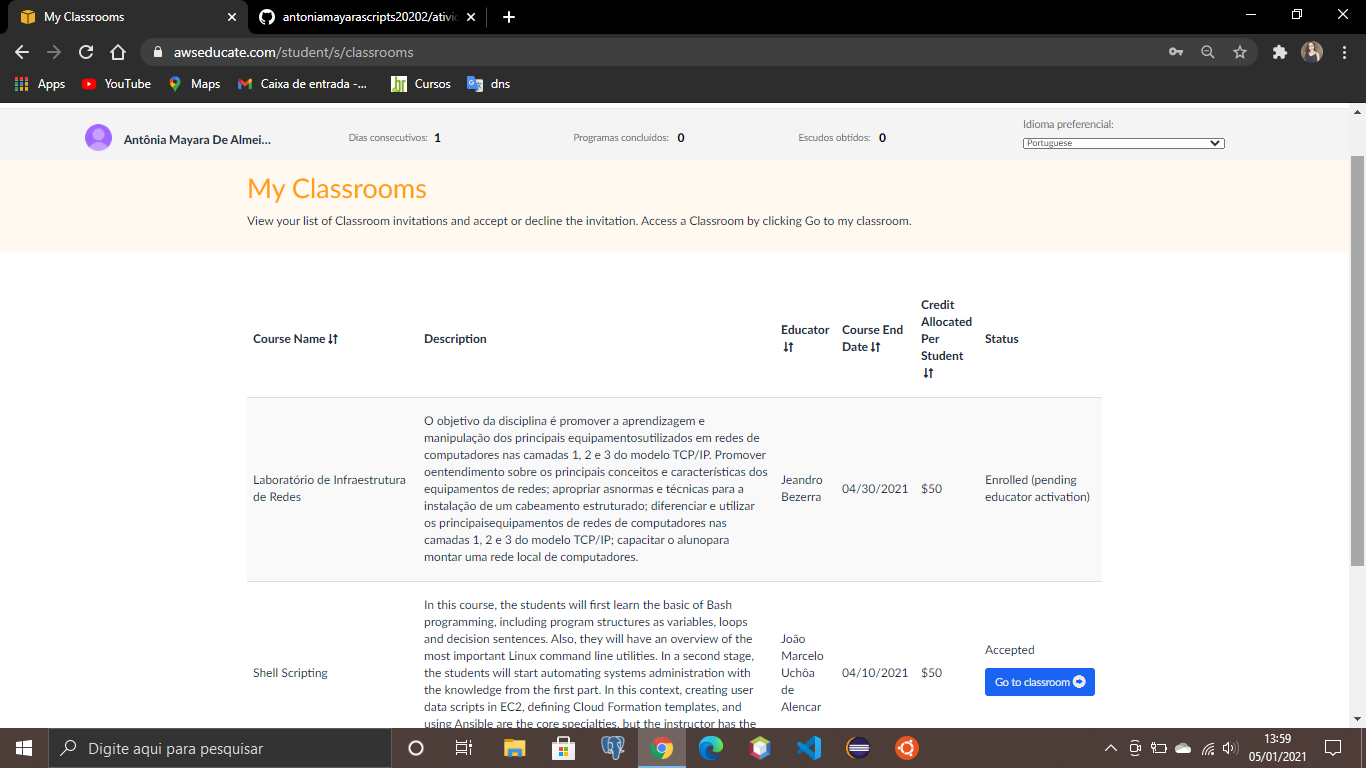 My Classrooms
antoniamayarascripts20202/ativid
awseducate.com/student/s/classrooms
Apps
YouTube
Maps
Caixa de entrada -...
Cursos
dns
Antônia Mayara De Almei...
Dias consecutivos: 1
Programas concluídos: 0
Escudos obtidos: 0
Idioma preferencial:
Portuguese
My Classrooms
View your list of Classroom invitations and accept or decline the invitation. Access a Classroom by clicking Go to my classroom.
Course Name
Description
Educator
Course End
Date
Credit
Allocated
Per
Student
Status
Laboratório de Infraestrutura
de Redes
O objetivo da disciplina é promover a aprendizagem e
manipulação dos principais equipamentosutilizados em redes de
computadores nas camadas 1, 2 e 3 do modelo TCP/IP. Promover
oentendimento sobre os principais conceitos e características dos
equipamentos de redes; apropriar asnormas e técnicas para a
instalação de um cabeamento estruturado; diferenciar e utilizar
os principaisequipamentos de redes de computadores nas
camadas 1, 2 e 3 do modelo TCP/IP; capacitar o alunopara
montar uma rede local de computadores.
Jeandro
Bezerra
04/30/2021
$50
Enrolled (pending
educator activation)
Shell Scripting
In this course, the students will first learn the basic of Bash
programming, including program structures as variables, loops
and decision sentences. Also, they will have an overview of the
most important Linux command line utilities. In a second stage,
the students will start automating systems administration with
the knowledge from the first part. In this context, creating user
data scripts in EC2, defining Cloud Formation templates, and
using Ansible are the core specialties, but the instructor has the
João
Marcelo
Uchôa
de
Alencar
04/10/2021
$50
Accepted
Go to classroom
Digite aqui para pesquisar
13:59
05/01/2021